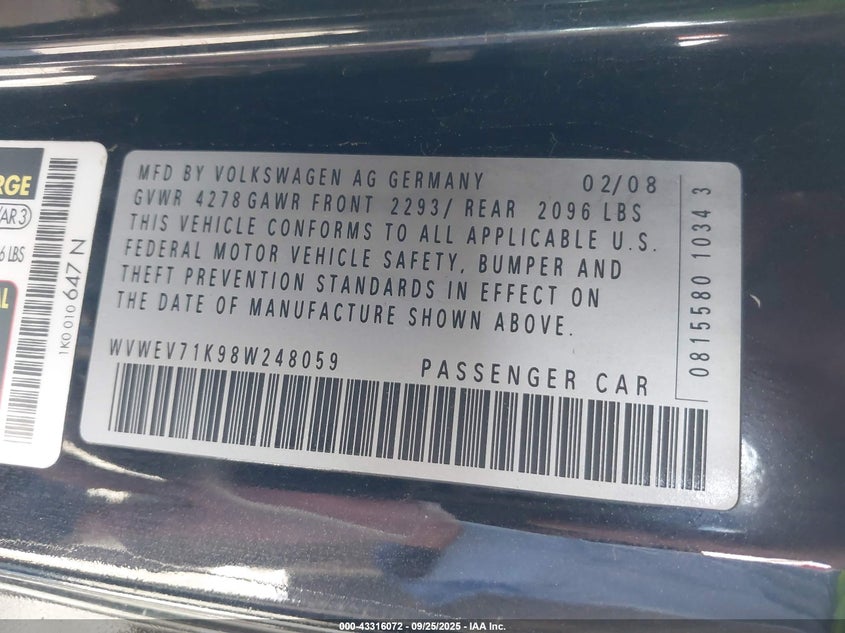 RGE
AR 3
6 LBS
AL
1K0 010 647 N
MFD BY VOLKSWAGEN AG GERMANY 02/08
GVWR 4278 GAWR FRONT 2293/ REAR 2096 LBS
THIS VEHICLE CONFORMS TO ALL APPLICABLE U.S.
FEDERAL MOTOR VEHICLE SAFETY, BUMPER AND
THEFT PREVENTION STANDARDS IN EFFECT ON
THE DATE OF MANUFACTURE SHOWN ABOVE.
WVWEV71K98W248059 PASSENGER CAR
0815580 1034 3
000-43316072 - 09/25/2025 - IAA Inc.